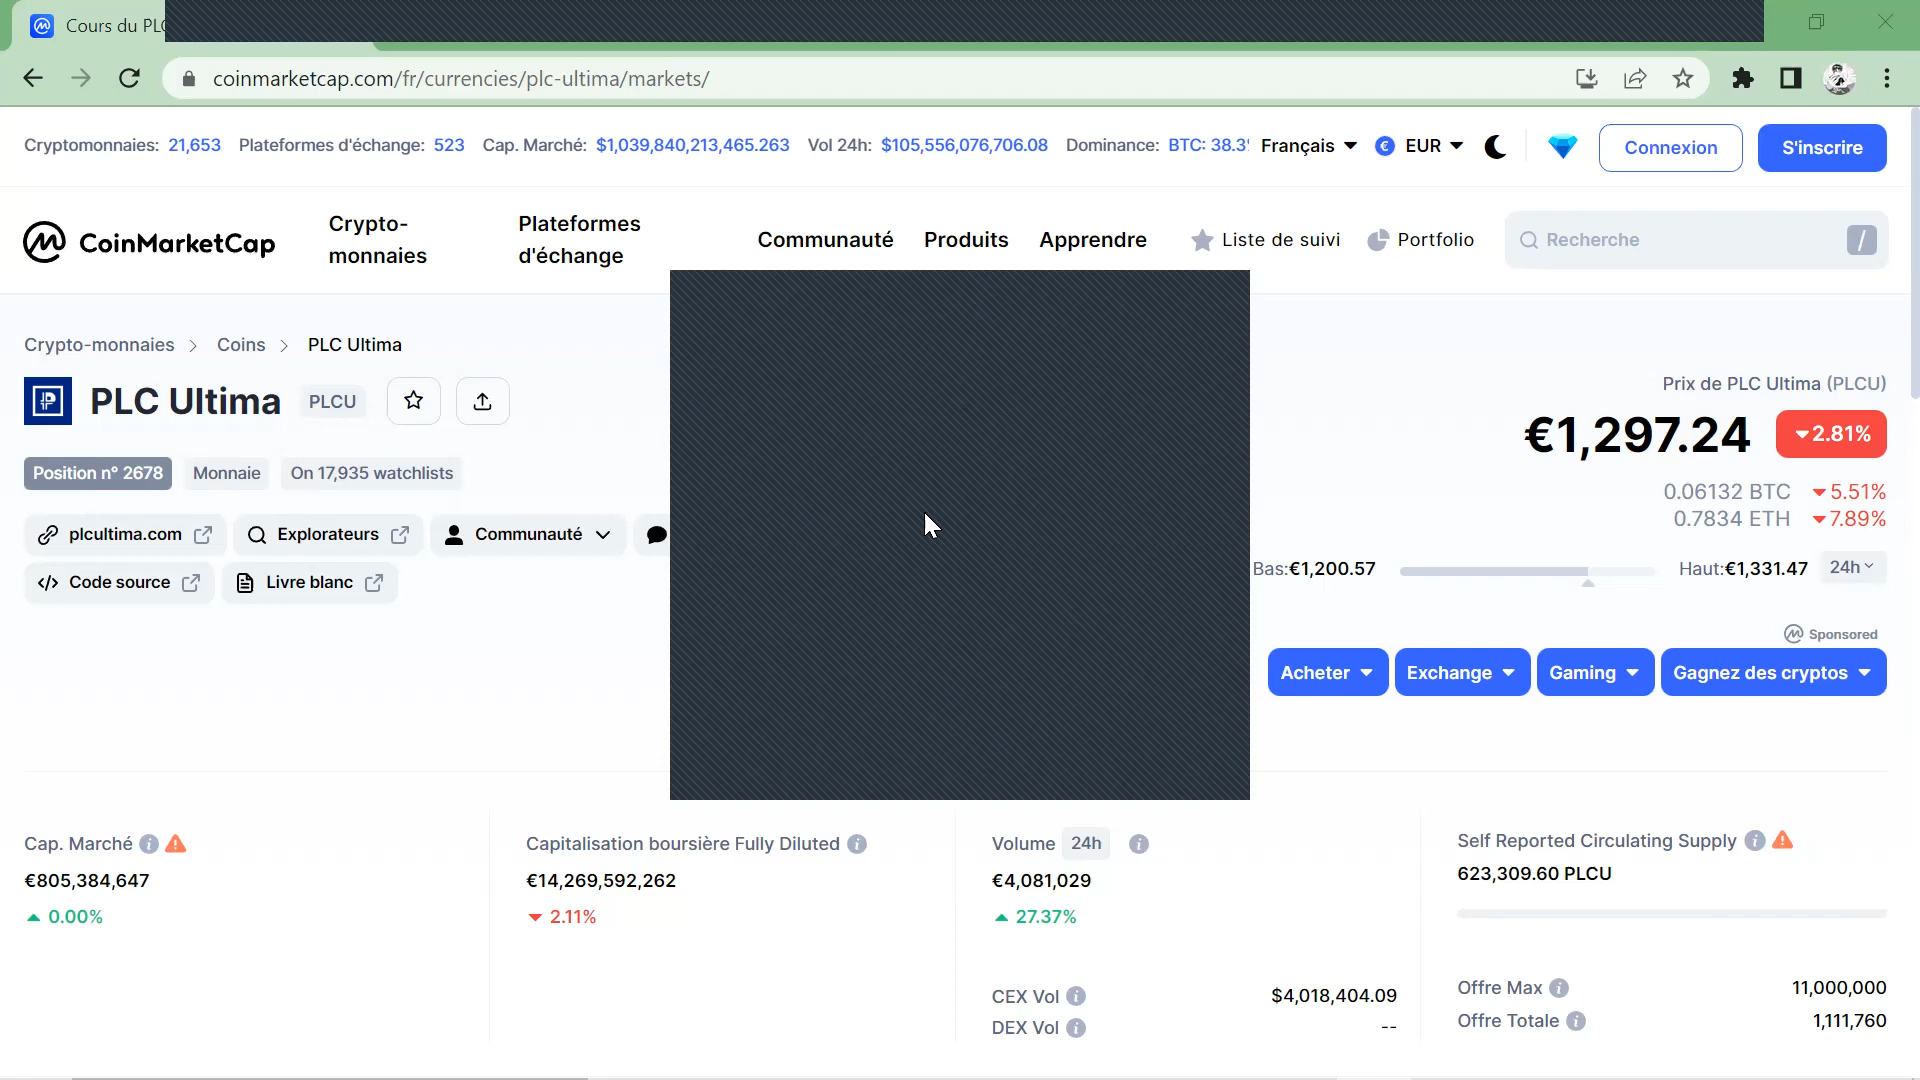 Cours du PLC
coinmarketcap.com/fr/currencies/plc-ultima/markets/
Cryptomonnaies: 21,653 Plateformes d'échange: 523 Cap. Marché: $1,039,840,213,465.263 Vol 24h: $105,556,076,706.08 Dominance: BTC: 38.3 Français EUR Connexion S'inscrire
CoinMarketCap
Crypto-
monnaies
Plateformes
d'échange
Communauté Produits Apprendre Liste de suivi Portfolio Recherche /
Crypto-monnaies > Coins > PLC Ultima
PLC Ultima PLCU
Position n° 2678 Monnaie On 17,935 watchlists
plcultima.com Explorateurs Communauté
Code source Livre blanc
Prix de PLC Ultima (PLCU)
€1,297.24 2.81%
0.06132 BTC 5.51%
0.7834 ETH 7.89%
Bas:€1,200.57 Haut:€1,331.47 24h
Sponsored
Acheter Exchange Gaming Gagnez des cryptos
Cap. Marché
€805,384,647
0.00%
Capitalisation boursière Fully Diluted
€14,269,592,262
2.11%
Volume 24h
€4,081,029
27.37%
CEX Vol $4,018,404.09
DEX Vol --
Self Reported Circulating Supply
623,309.60 PLCU
Offre Max 11,000,000
Offre Totale 1,111,760